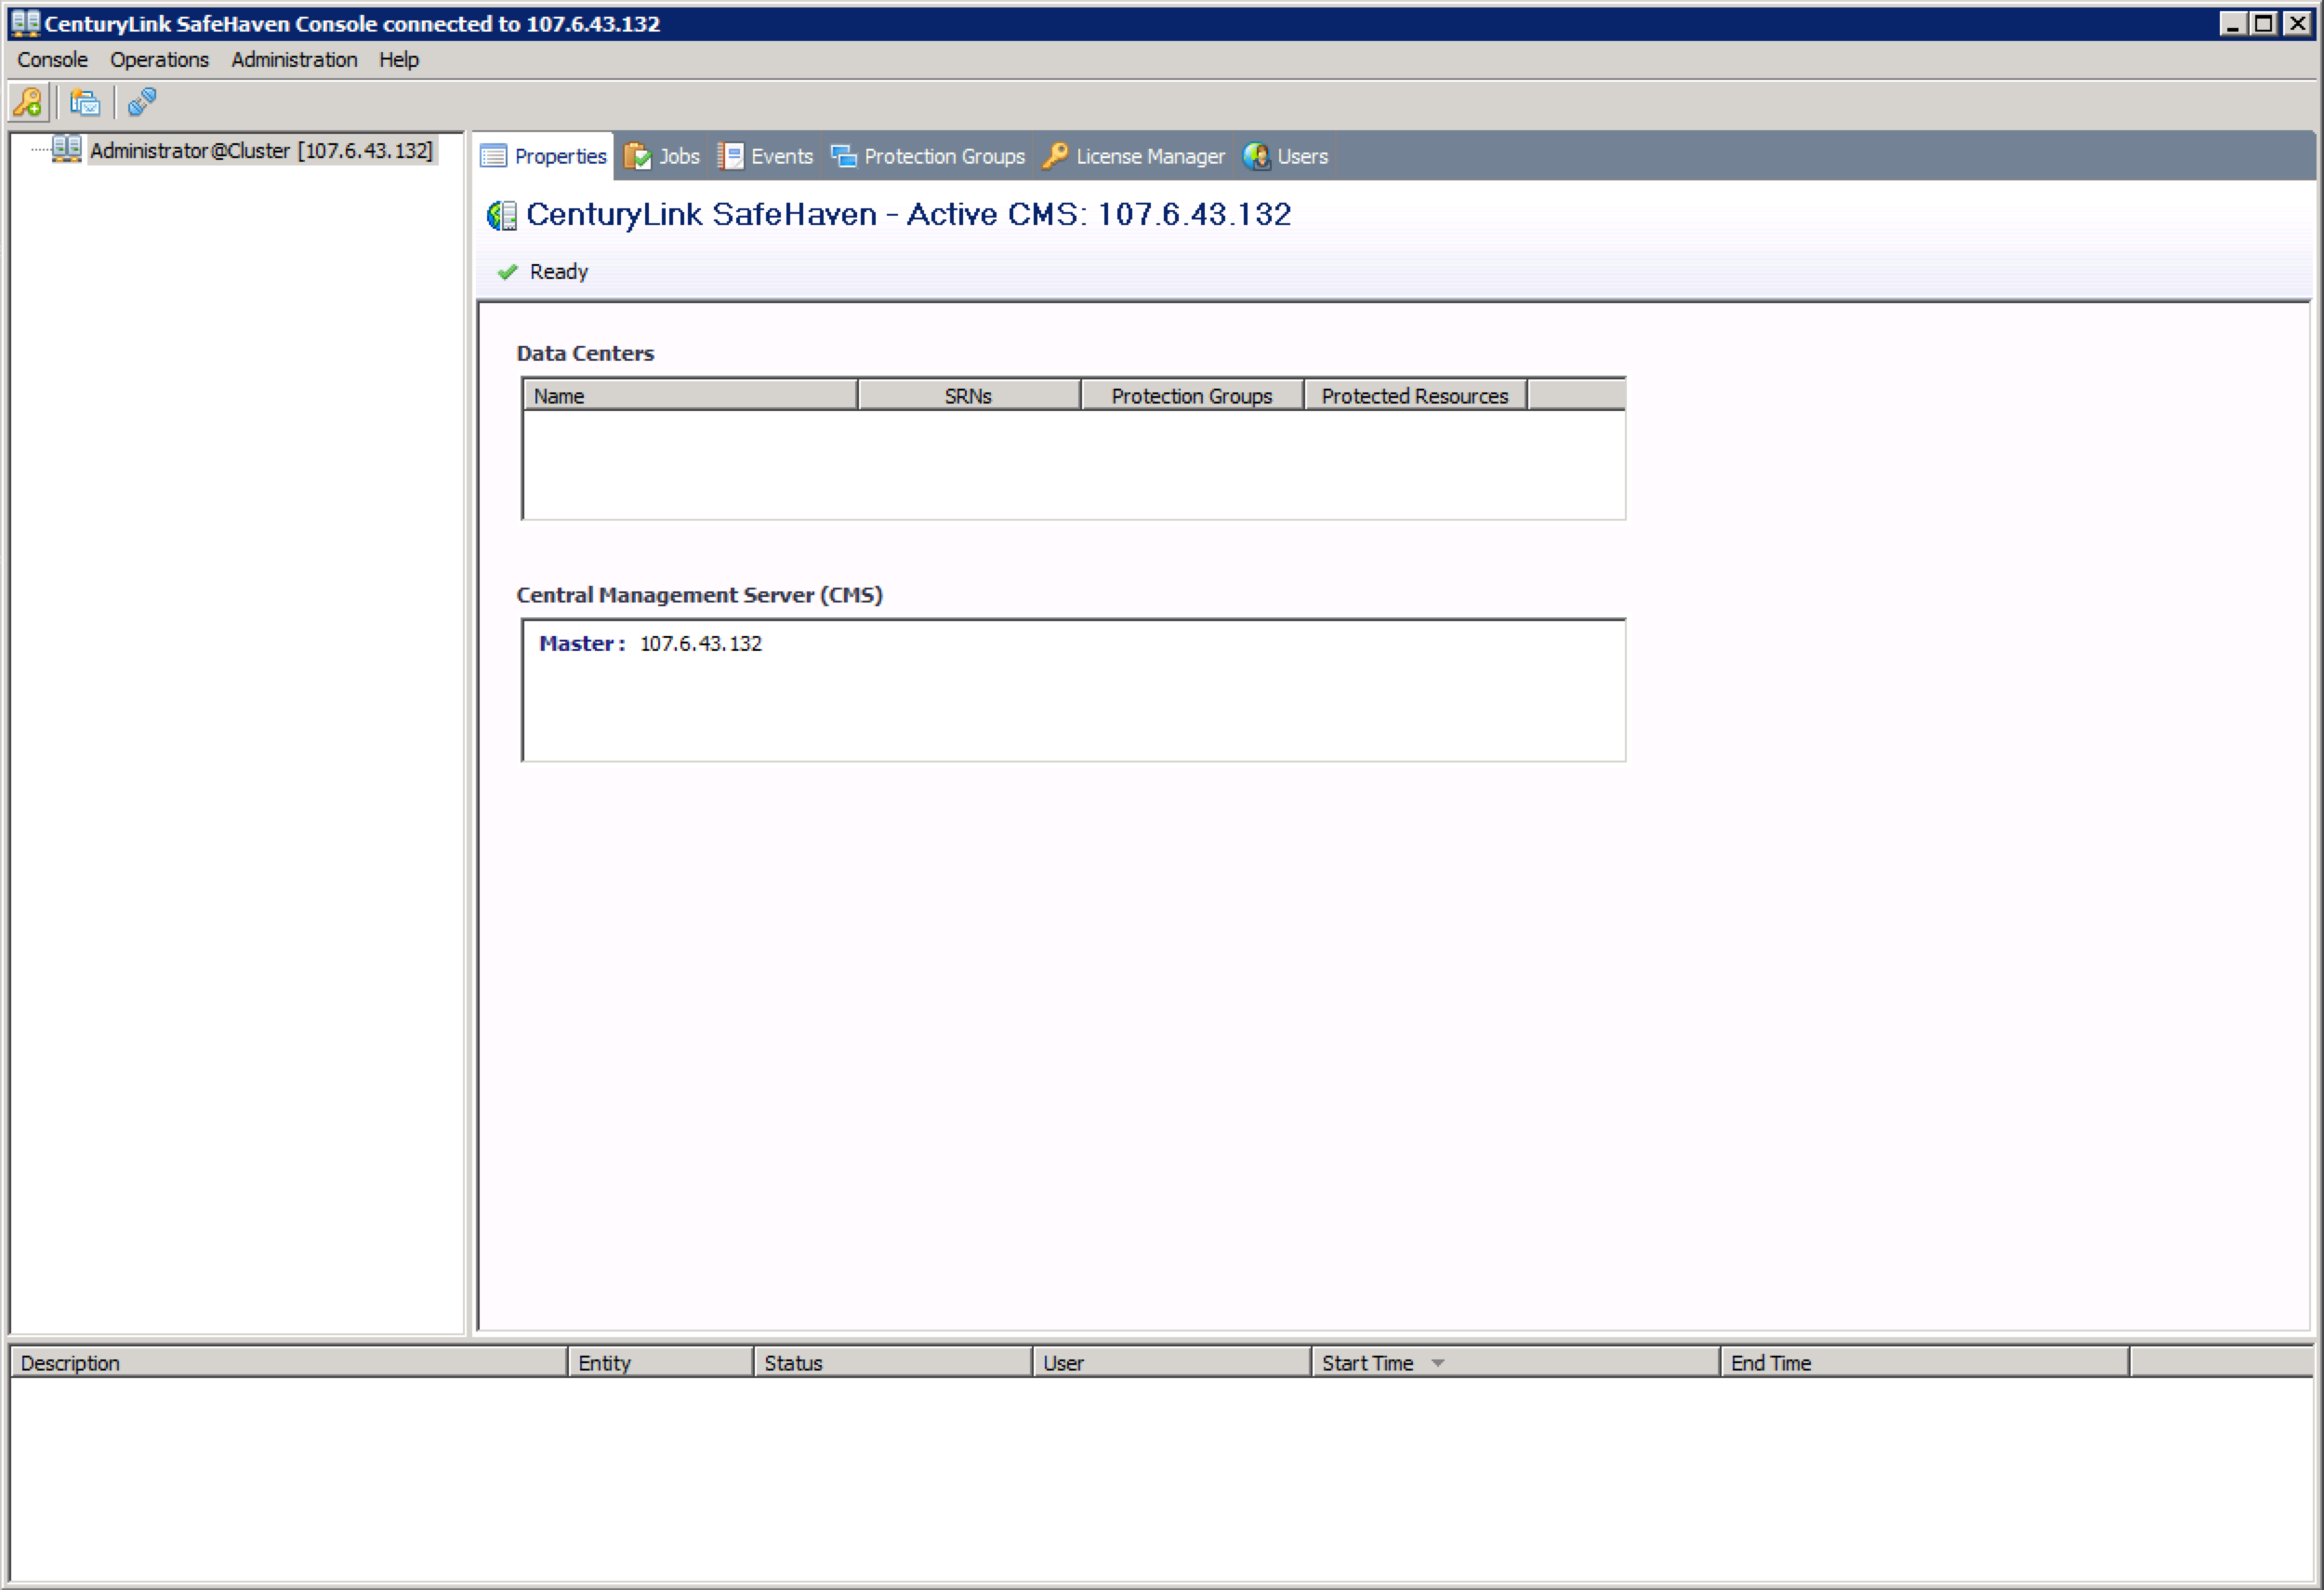 CenturyLink SafeHaven Console connected to 107.6.43.132
Console Operations Administration Help
Administrator@Cluster [107.6.43.132]
Properties Jobs Events Protection Groups License Manager Users
CenturyLink SafeHaven - Active CMS: 107.6.43.132
Ready
Data Centers
Name SRNs Protection Groups Protected Resources
Central Management Server (CMS)
Master: 107.6.43.132
Description Entity Status User Start Time End Time